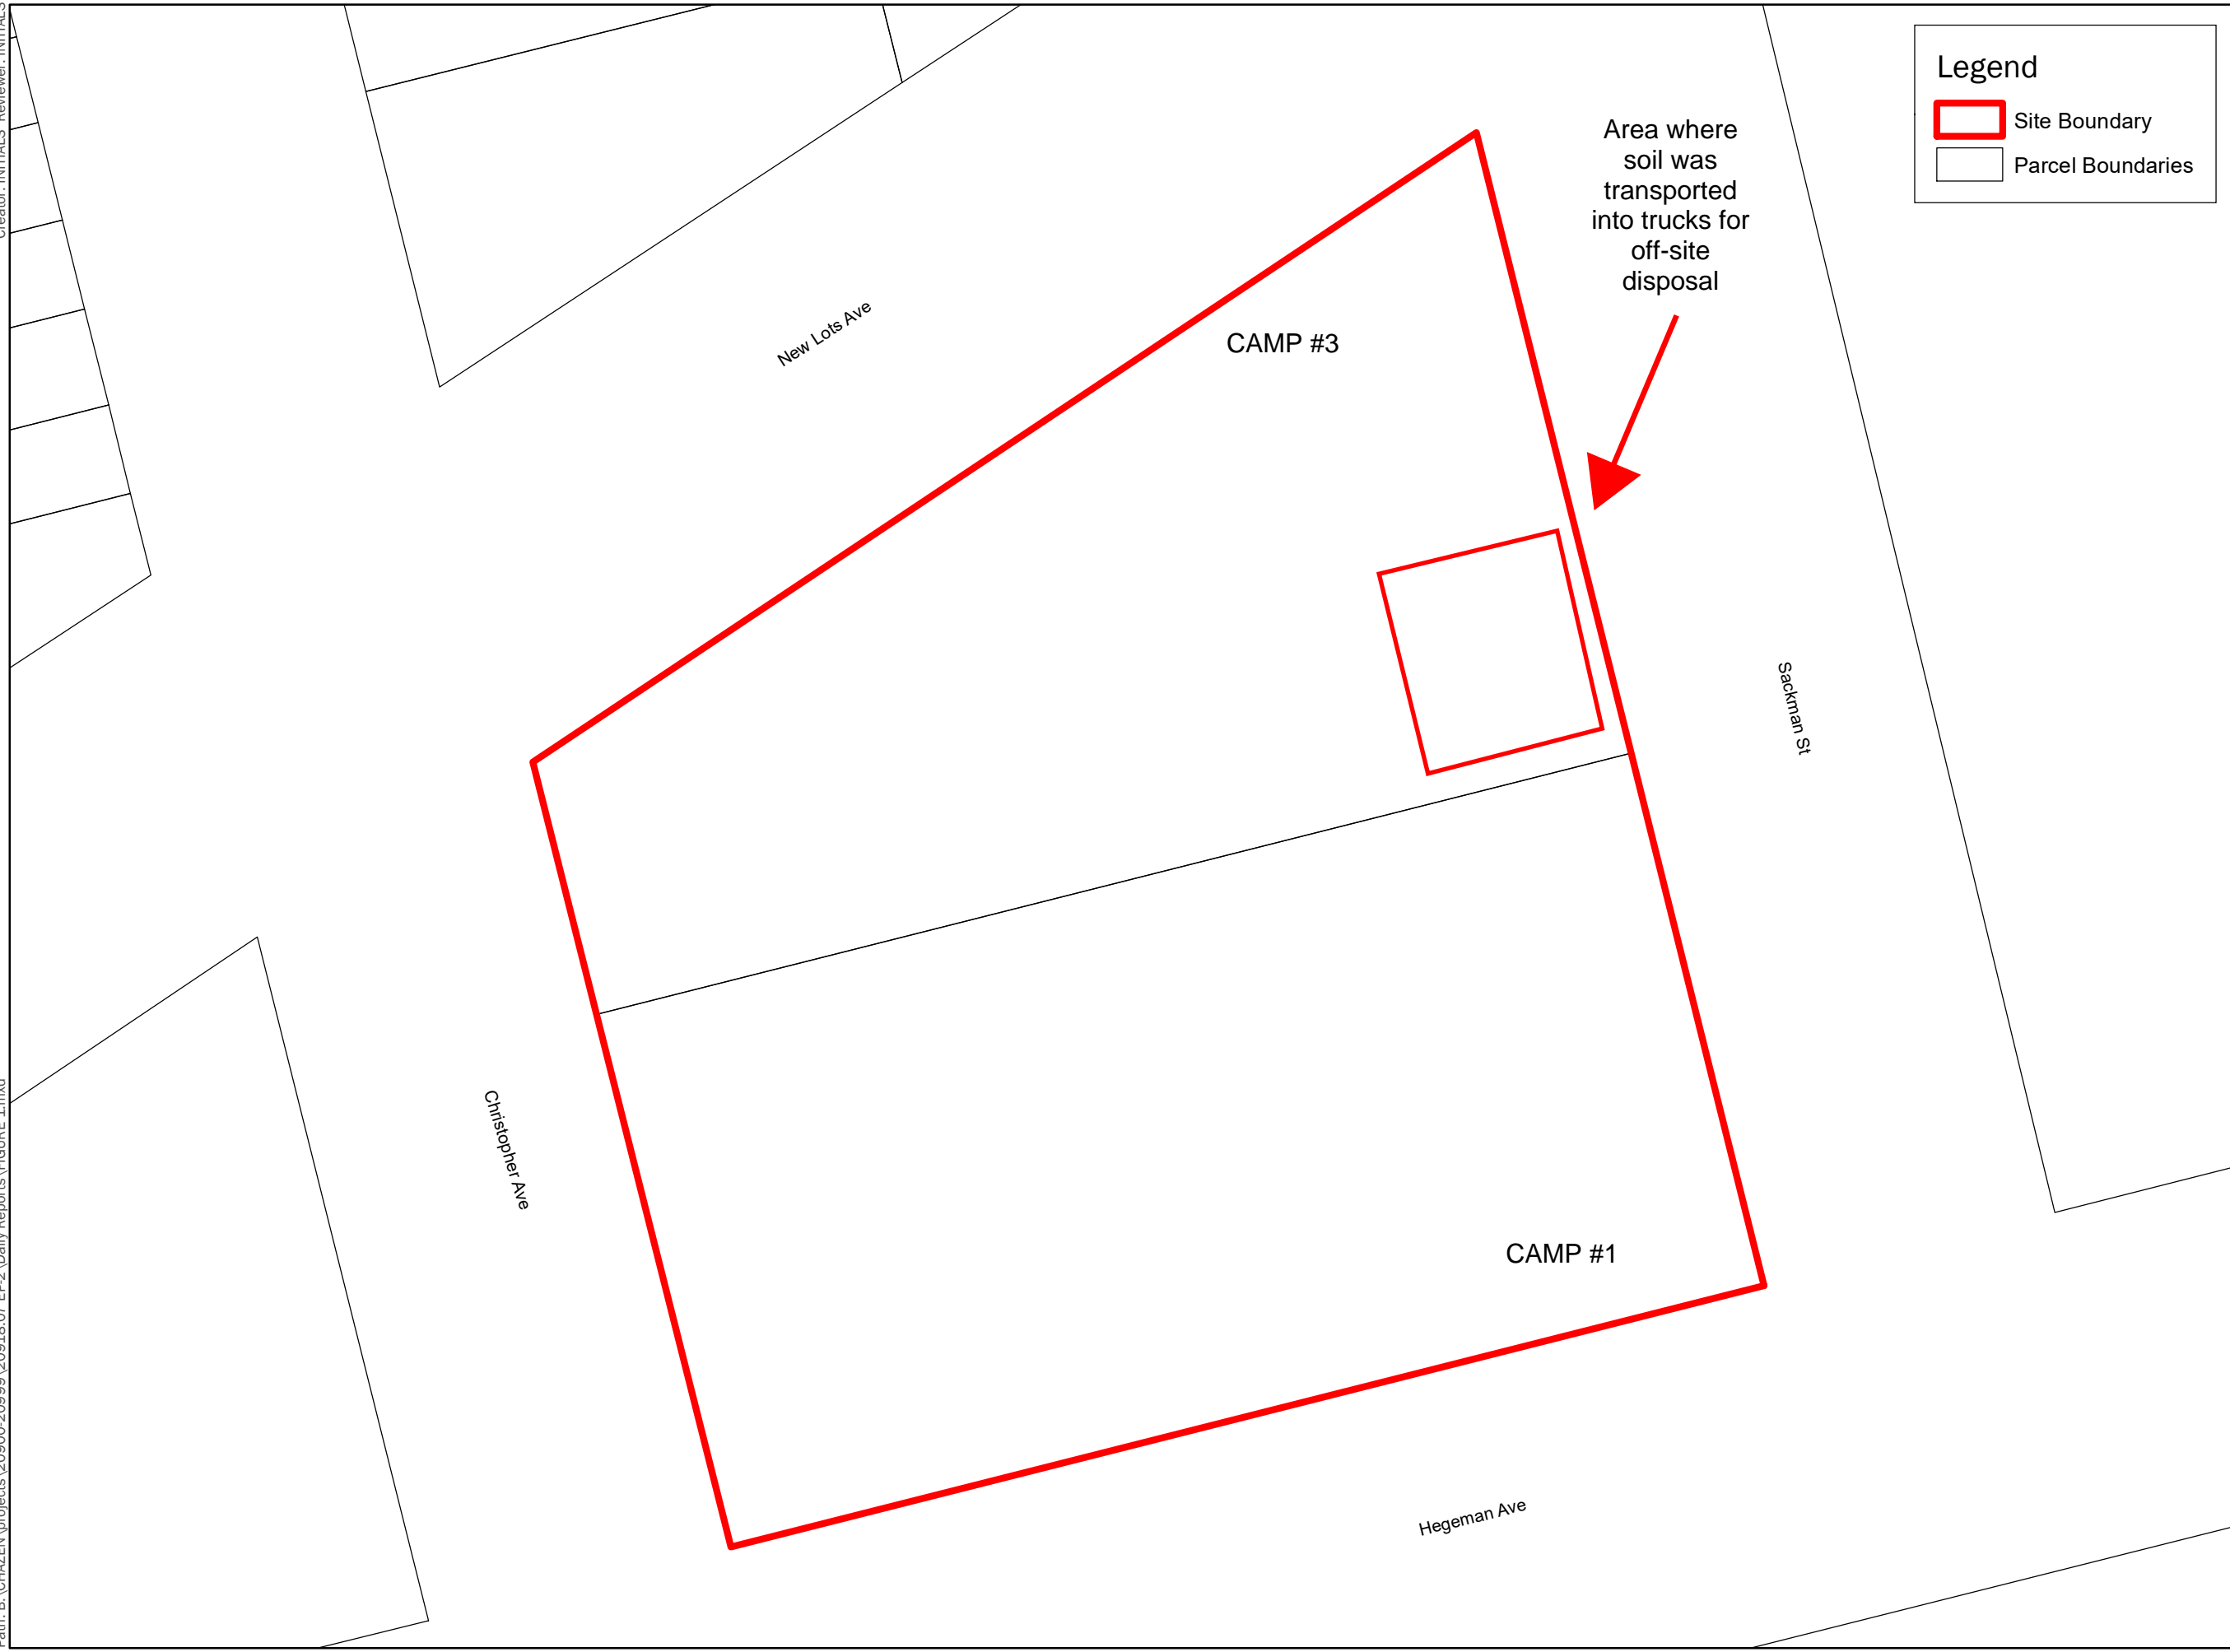 Legend
Site Boundary
Parcel Boundaries
Area where
soil was
transported
into trucks for
off-site
disposal
New Lots Ave
CAMP #3
Sackman St
Christopher Ave
CAMP #1
Hegeman Ave